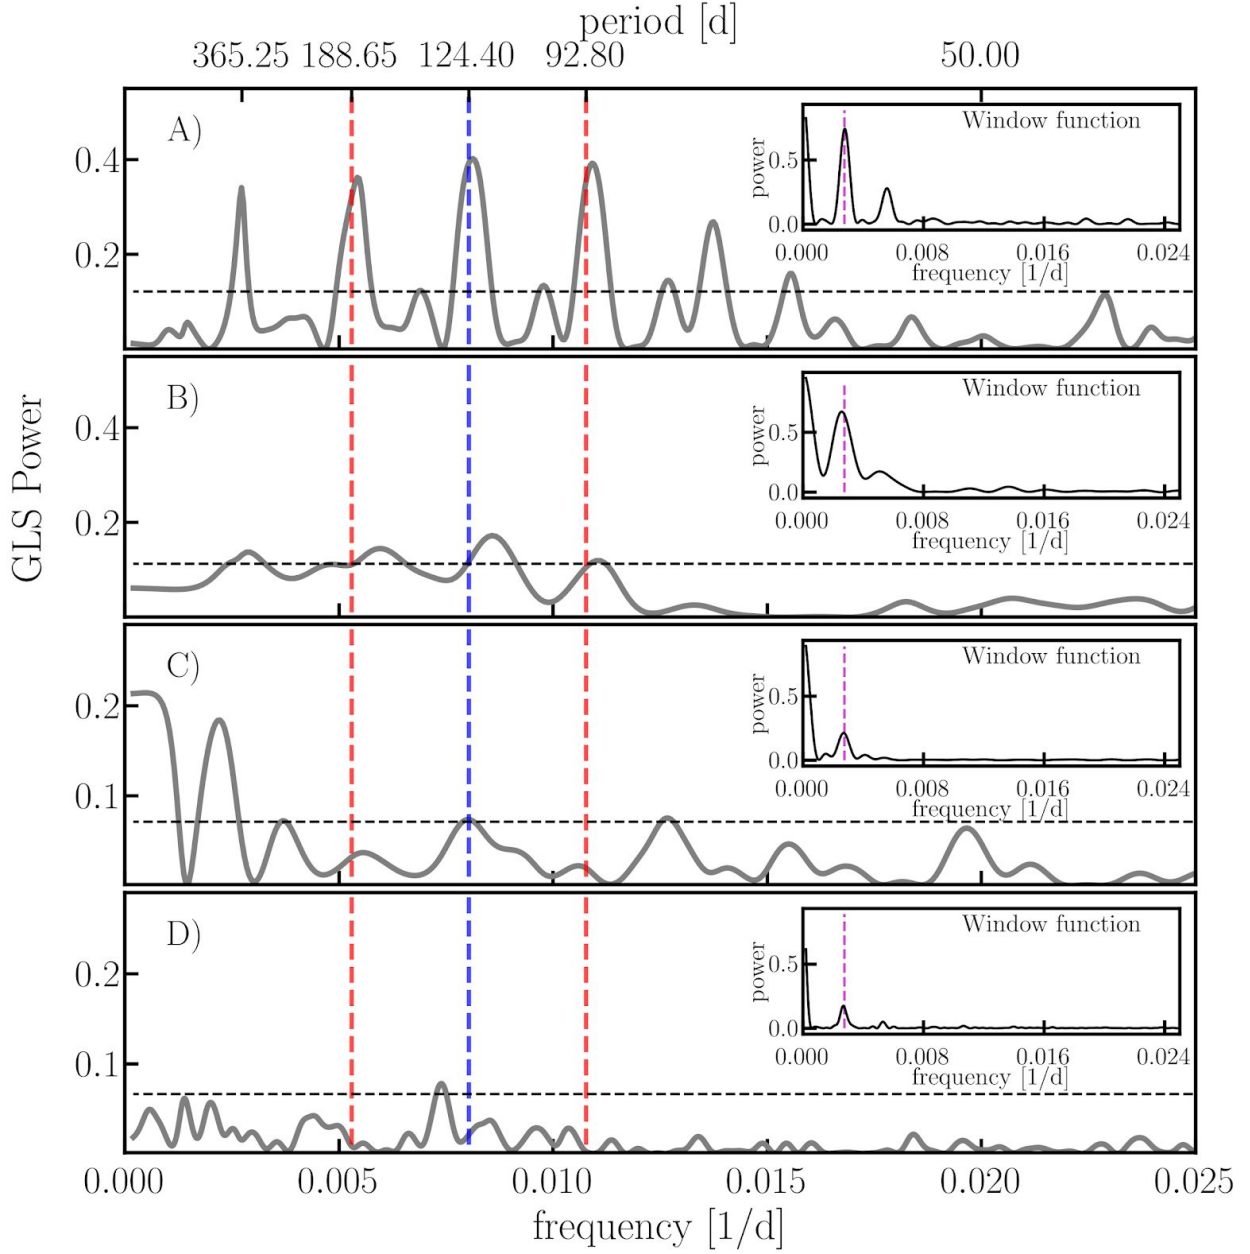 period [d]
365.25 188.65 124.40 92.80 50.00
GLS Power
A)
0.4
0.2
Window function
power
0.5
0.0
0.000 0.008 0.016 0.024
frequency [1/d]
B)
0.4
0.2
Window function
power
0.5
0.0
0.000 0.008 0.016 0.024
frequency [1/d]
C)
0.2
0.1
Window function
power
0.5
0.0
0.000 0.008 0.016 0.024
frequency [1/d]
D)
0.2
0.1
Window function
power
0.5
0.0
0.000 0.008 0.016 0.024
frequency [1/d]
0.000 0.005 0.010 0.015 0.020 0.025
frequency [1/d]